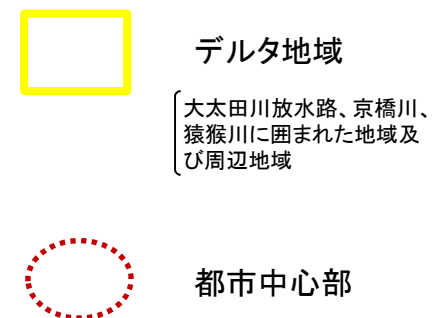 デルタ地域
大太田川放水路、京橋川、
猿猴川に囲まれた地域及
び周辺地域
都市中心部